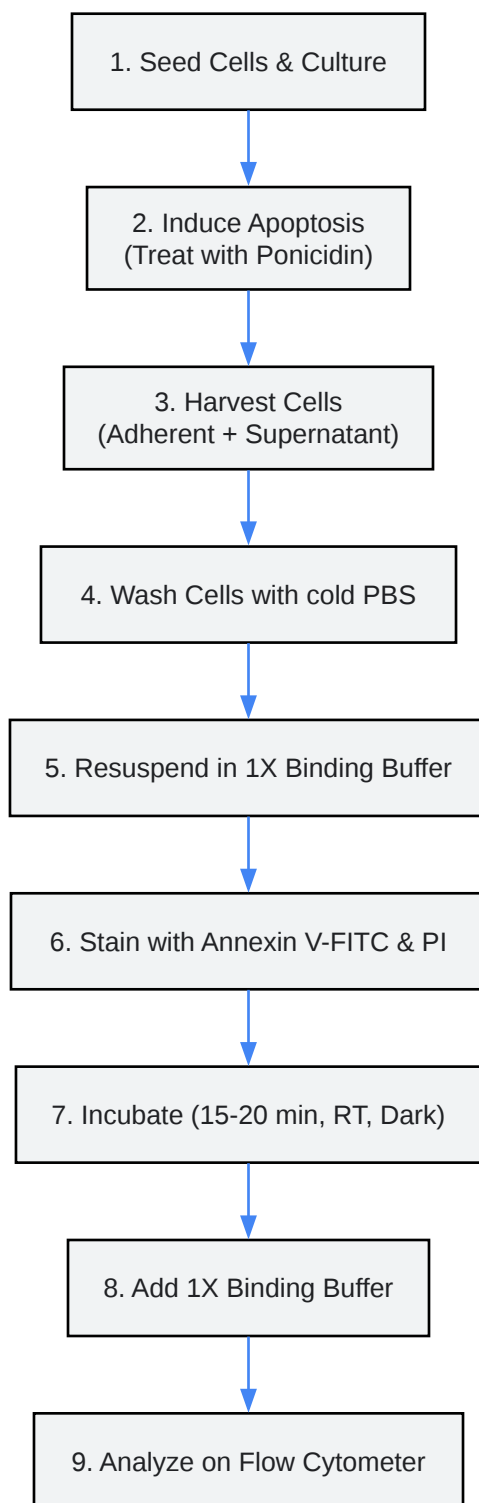 1. Seed Cells & Culture
2. Induce Apoptosis
(Treat with Ponicidin)
3. Harvest Cells
(Adherent + Supernatant)
4. Wash Cells with cold PBS
5. Resuspend in 1X Binding Buffer
6. Stain with Annexin V-FITC & PI
7. Incubate (15-20 min, RT, Dark)
8. Add 1X Binding Buffer
9. Analyze on Flow Cytometer